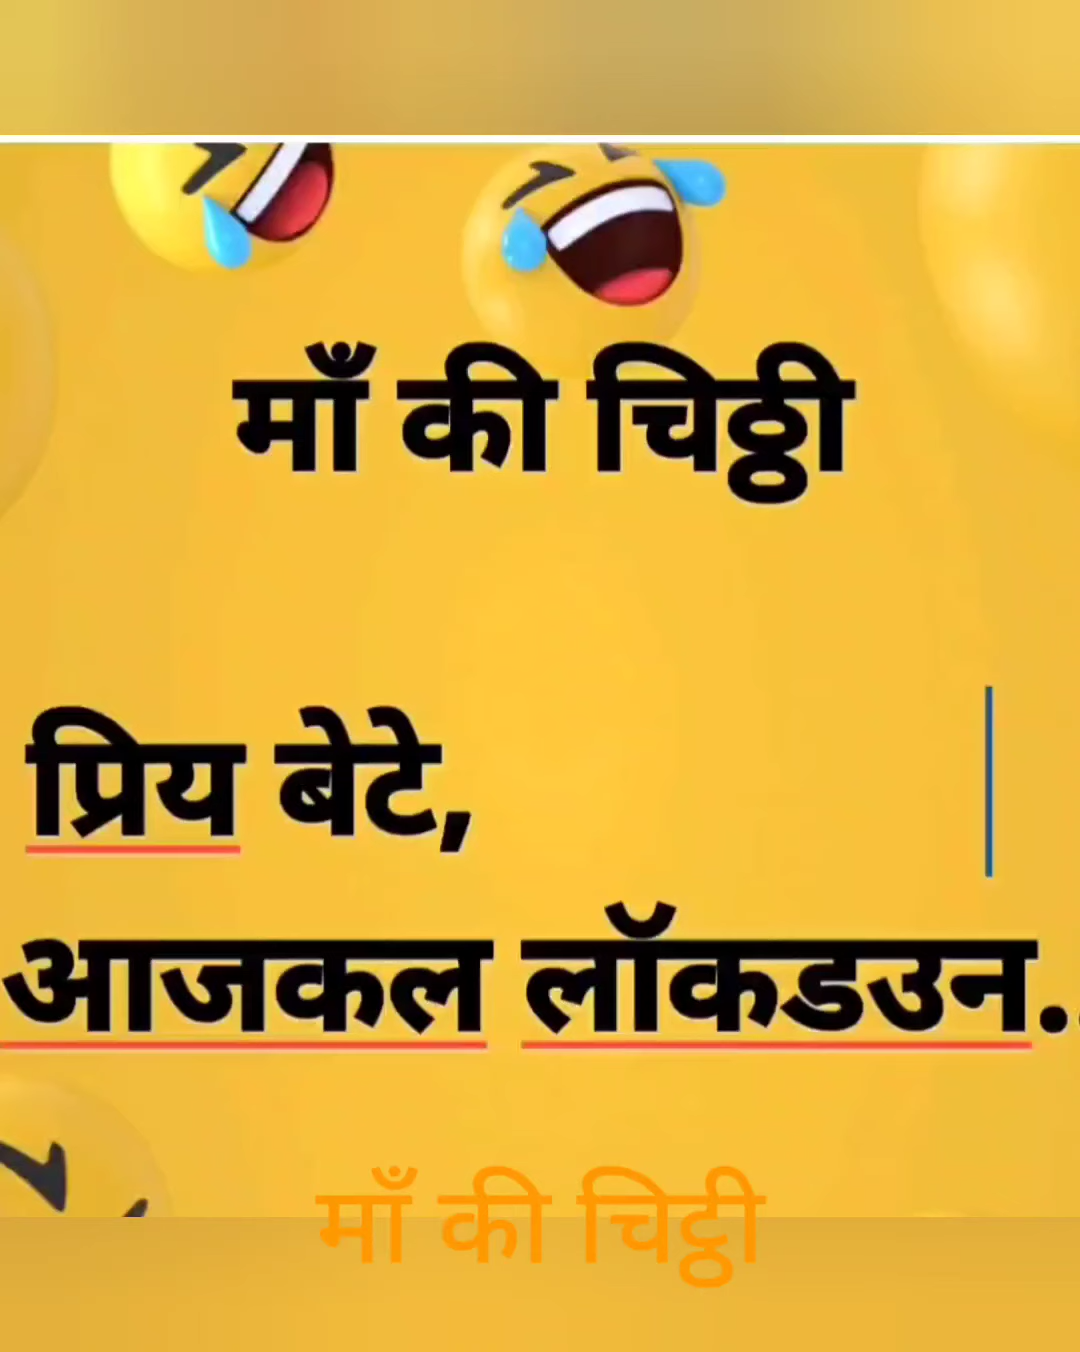 माँ की चिठ्ठी
प्रिय बेटे,
आजकल लॉकडउन..
माँ की चिट्ठी